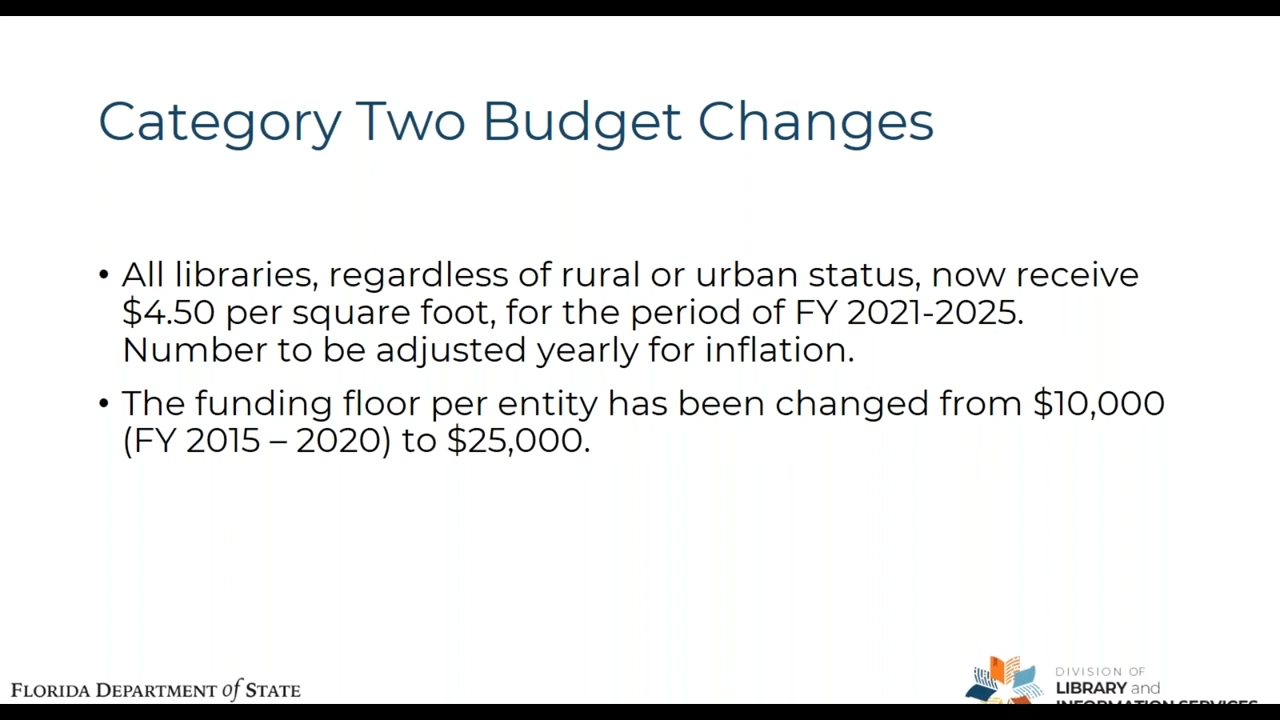 Category Two Budget Changes
• All libraries, regardless of rural or urban status, now receive
$4.50 per square foot, for the period of FY 2021-2025.
Number to be adjusted yearly for inflation.
• The funding floor per entity has been changed from $10,000
(FY 2015 – 2020) to $25,000.
FLORIDA DEPARTMENT of STATE
DIVISION OF
LIBRARY and
INFORMATION SERVICES